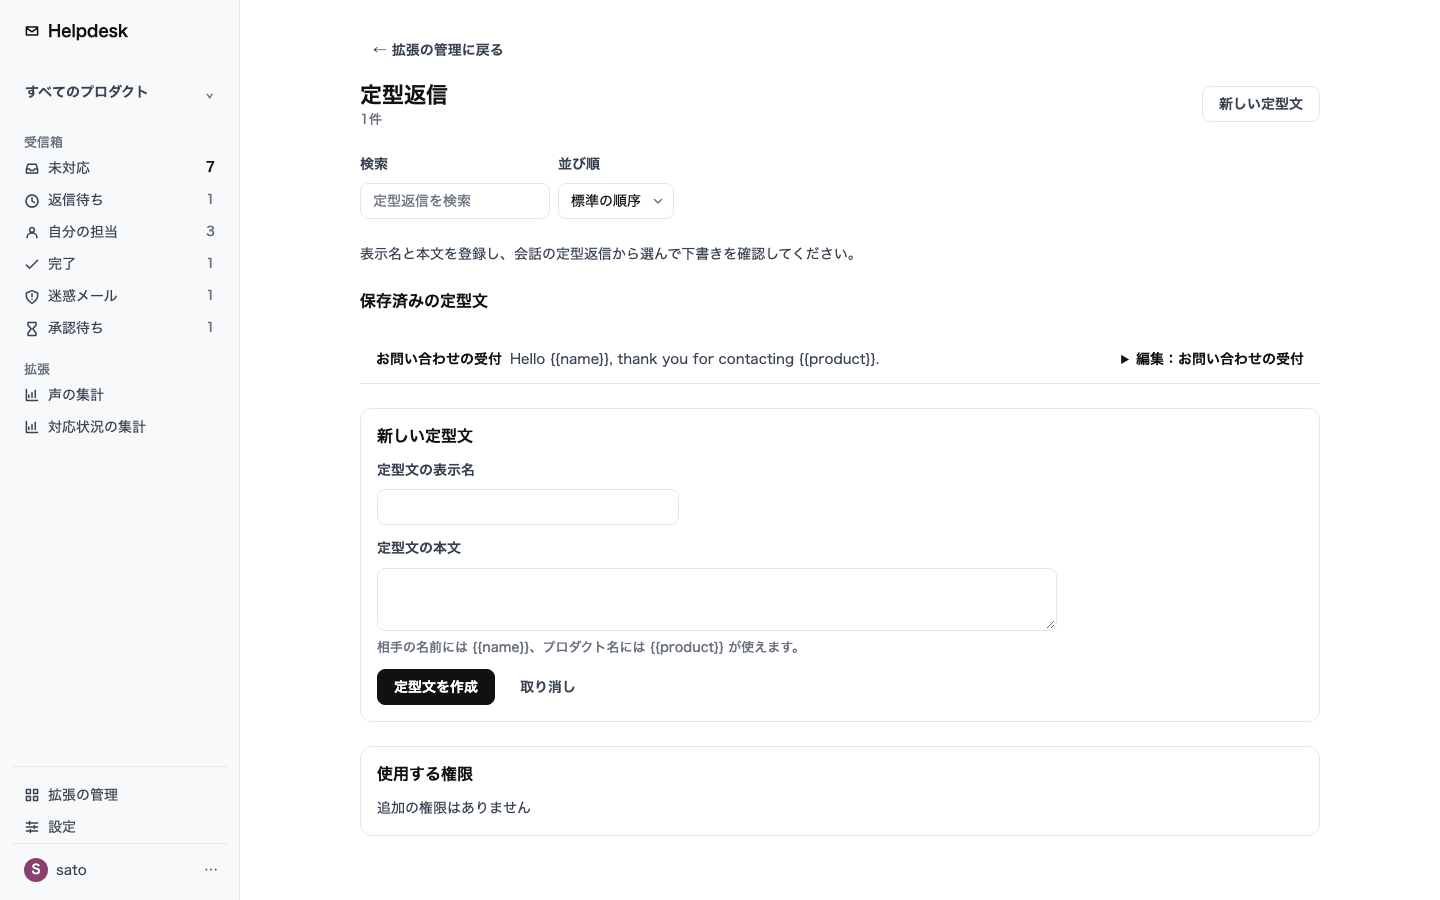 Helpdesk
すべてのプロダクト
受信箱
未対応 7
返信待ち 1
自分の担当 3
完了 1
迷惑メール 1
承認待ち 1
拡張
声の集計
対応状況の集計
拡張の管理
設定
S sato ...
← 拡張の管理に戻る
定型返信
1件
新しい定型文
検索 並び順
定型返信を検索 標準の順序
表示名と本文を登録し、会話の定型返信から選んで下書きを確認してください。
保存済みの定型文
お問い合わせの受付 Hello {{name}}, thank you for contacting {{product}}. ▶ 編集：お問い合わせの受付
新しい定型文
定型文の表示名
定型文の本文
相手の名前には {{name}}、プロダクト名には {{product}} が使えます。
定型文を作成 取り消し
使用する権限
追加の権限はありません